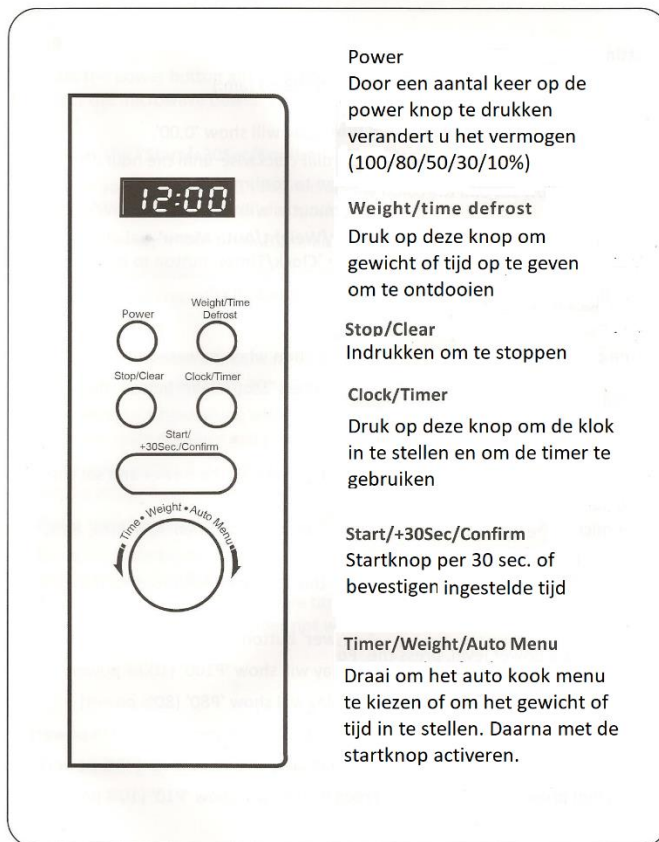 12:00
Power
Weight/Time
Defrost
Stop/Clear
Clock/Timer
Start/
+30Sec./Confirm
Time • Weight • Auto Menu
Power
Door een aantal keer op de
power knop te drukken
verandert u het vermogen
(100/80/50/30/10%)
Weight/time defrost
Druk op deze knop om
gewicht of tijd op te geven
om te ontdooien
Stop/Clear
Indrukken om te stoppen
Clock/Timer
Druk op deze knop om de klok
in te stellen en om de timer te
gebruiken
Start/+30Sec/Confirm
Startknop per 30 sec. of
bevestigen ingestelde tijd
Timer/Weight/Auto Menu
Draai om het auto kook menu
te kiezen of om het gewicht of
tijd in te stellen. Daarna met de
startknop activeren.